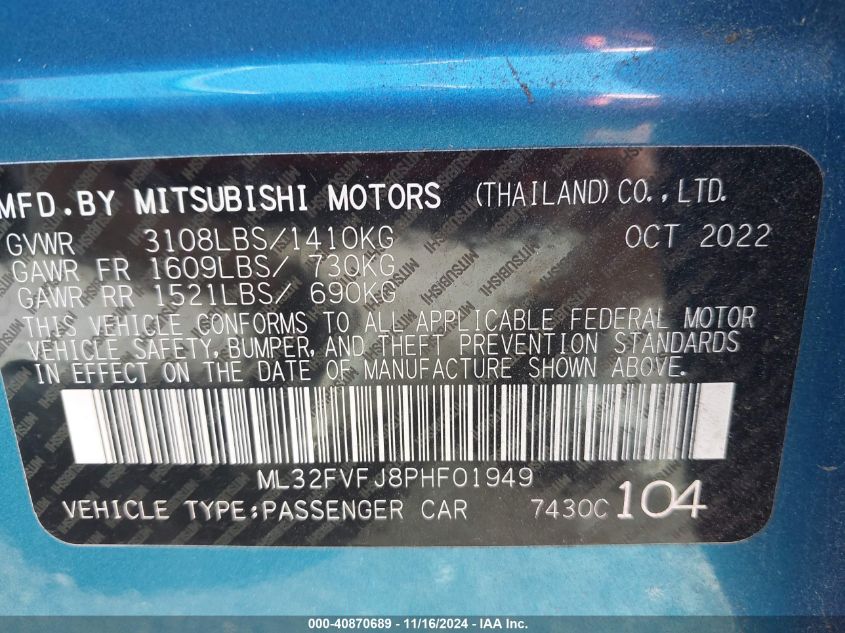 MFD.BY MITSUBISHI MOTORS (THAILAND) CO.,LTD.
GVWR 3108LBS/1410KG OCT 2022
GAWR FR 1609LBS/ 730KG
GAWR RR 1521LBS/ 690KG
THIS VEHICLE CONFORMS TO ALL APPLICABLE FEDERAL MOTOR
VEHICLE SAFETY, BUMPER, AND THEFT PREVENTION STANDARDS
IN EFFECT ON THE DATE OF MANUFACTURE SHOWN ABOVE.
ML32FVFJ8PHF01949
VEHICLE TYPE:PASSENGER CAR 7430C 104
000-40870689 - 11/16/2024 - IAA Inc.